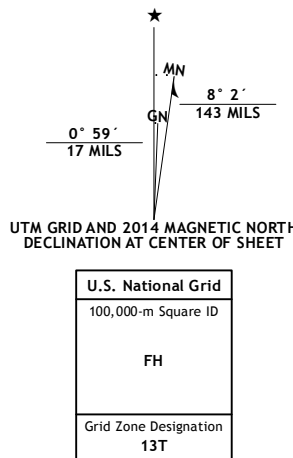 MN
GN
8° 2´
143 MILS
0° 59´
17 MILS
UTM GRID AND 2014 MAGNETIC NORTH
DECLINATION AT CENTER OF SHEET
U.S. National Grid
100,000-m Square ID
FH
Grid Zone Designation
13T